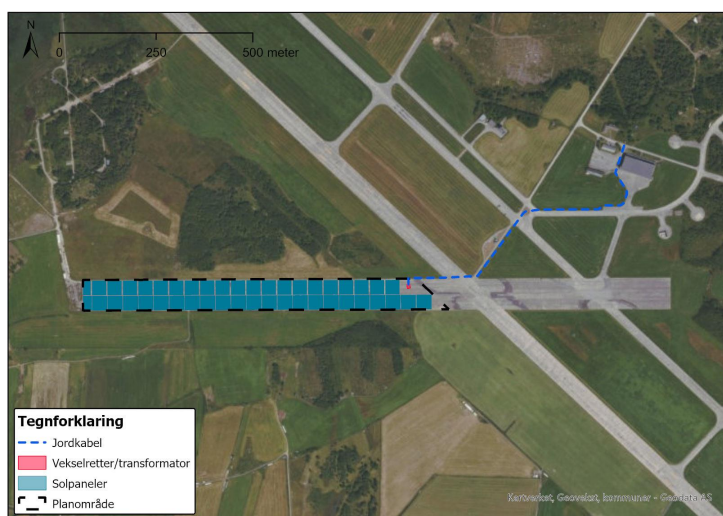 N
0 250 500 meter
Tegnforklaring
Jordkabel
Vekselretter/transformator
Solpaneler
Planområde
Kartverket, Geovekst, kommuner - Geodata AS